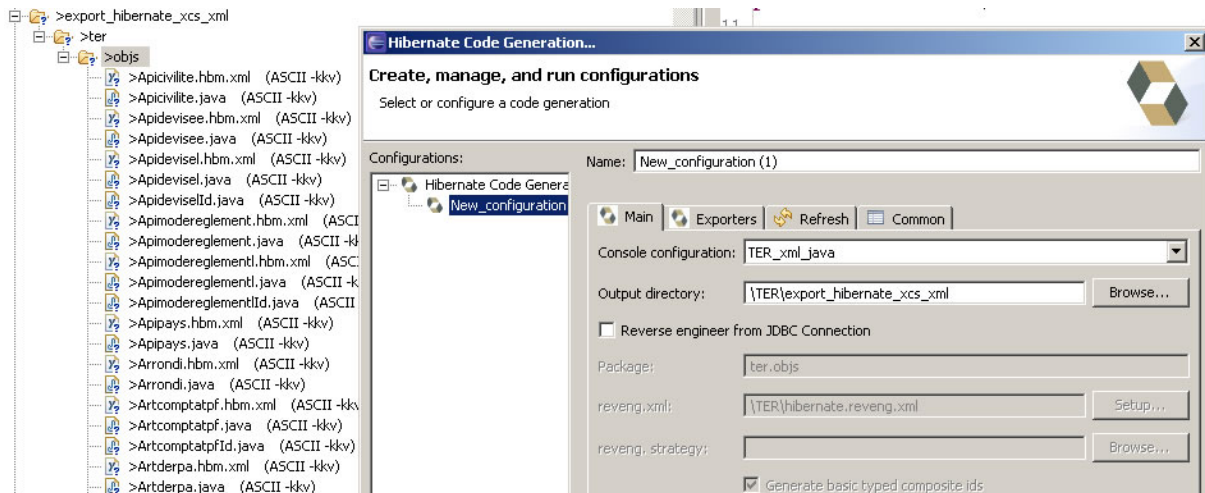 >export_hibernate_xcs_xml
>ter
>objs
>Apicivilite.hbm.xml (ASCII -kkv)
>Apicivilite.java (ASCII -kkv)
>Apidevisee.hbm.xml (ASCII -kkv)
>Apidevisee.java (ASCII -kkv)
>Apidevisel.hbm.xml (ASCII -kkv)
>Apidevisel.java (ASCII -kkv)
>ApideviselId.java (ASCII -kkv)
>Apimodereglement.hbm.xml (ASCI
>Apimodereglement.java (ASCII -k
>Apimodereglementl.hbm.xml (ASC
>Apimodereglementl.java (ASCII -k
>ApimodereglementlId.java (ASCII
>Apipays.hbm.xml (ASCII -kkv)
>Apipays.java (ASCII -kkv)
>Arrondi.hbm.xml (ASCII -kkv)
>Arrondi.java (ASCII -kkv)
>Artcomptatpf.hbm.xml (ASCII -kkv
>Artcomptatpf.java (ASCII -kkv)
>ArtcomptatpfId.java (ASCII -kkv)
>Artderpa.hbm.xml (ASCII -kkv)
>Artderpa.java (ASCII -kkv)
Hibernate Code Generation...
Create, manage, and run configurations
Select or configure a code generation
Configurations:
Hibernate Code Genera
New_configuration
Name: New_configuration (1)
Main Exporters Refresh Common
Console configuration: TER_xml_java
Output directory: \TER\export_hibernate_xcs_xml Browse...
Reverse engineer from JDBC Connection
Package: ter.objs
reveng.xml: \TER\hibernate.reveng.xml Setup...
reveng. strategy: Browse...
Generate basic typed composite ids